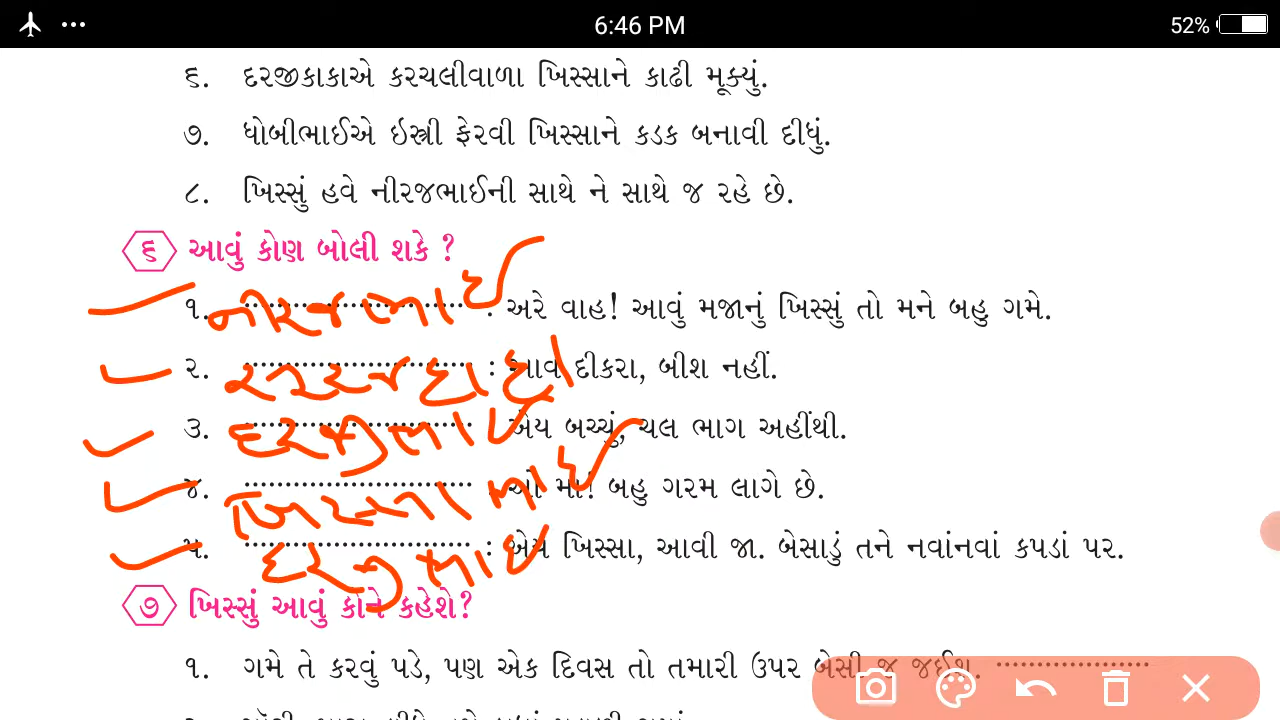 6:46 PM 52%
૬. દરજીકાકાએ કરચલીવાળા ખિસ્સાને કાઢી મૂક્યું.
૭. ધોબીભાઈએ ઇસ્ત્રી ફેરવી ખિસ્સાને કડક બનાવી દીધું.
૮. ખિસ્સું હવે નીરજભાઈની સાથે ને સાથે જ રહે છે.
૬ આવું કોણ બોલી શકે ?
૧. નીરજભાઈ : અરે વાહ! આવું મજાનું ખિસ્સું તો મને બહુ ગમે.
૨. સૂરજદાદા : આવ દીકરા, બીશ નહીં.
૩. દરજીભાઈ : એય બચ્ચું, ચલ ભાગ અહીંથી.
૪. ખિસ્સાભાઈ : ઓ મા! બહુ ગરમ લાગે છે.
૫. દરજીભાઈ : એય ખિસ્સા, આવી જા. બેસાડું તને નવાંનવાં કપડાં પર.
૭ ખિસ્સું આવું કોને કહેશે?
૧. ગમે તે કરવું પડે, પણ એક દિવસ તો તમારી ઉપર બેસી જ જઈશ. ....................